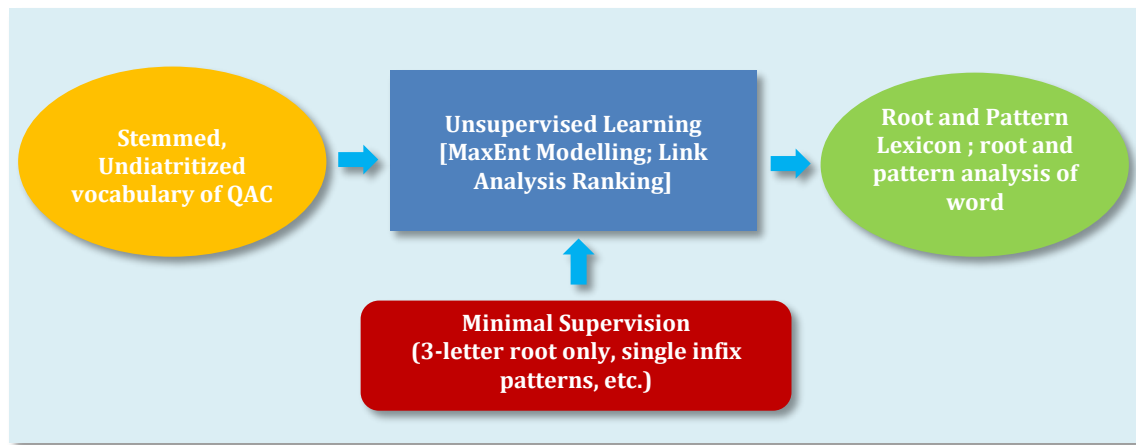 Stemmed,
Undiatritized
vocabulary of QAC
Unsupervised Learning
[MaxEnt Modelling; Link
Analysis Ranking]
Root and Pattern
Lexicon ; root and
pattern analysis of
word
Minimal Supervision
(3-letter root only, single infix
patterns, etc.)